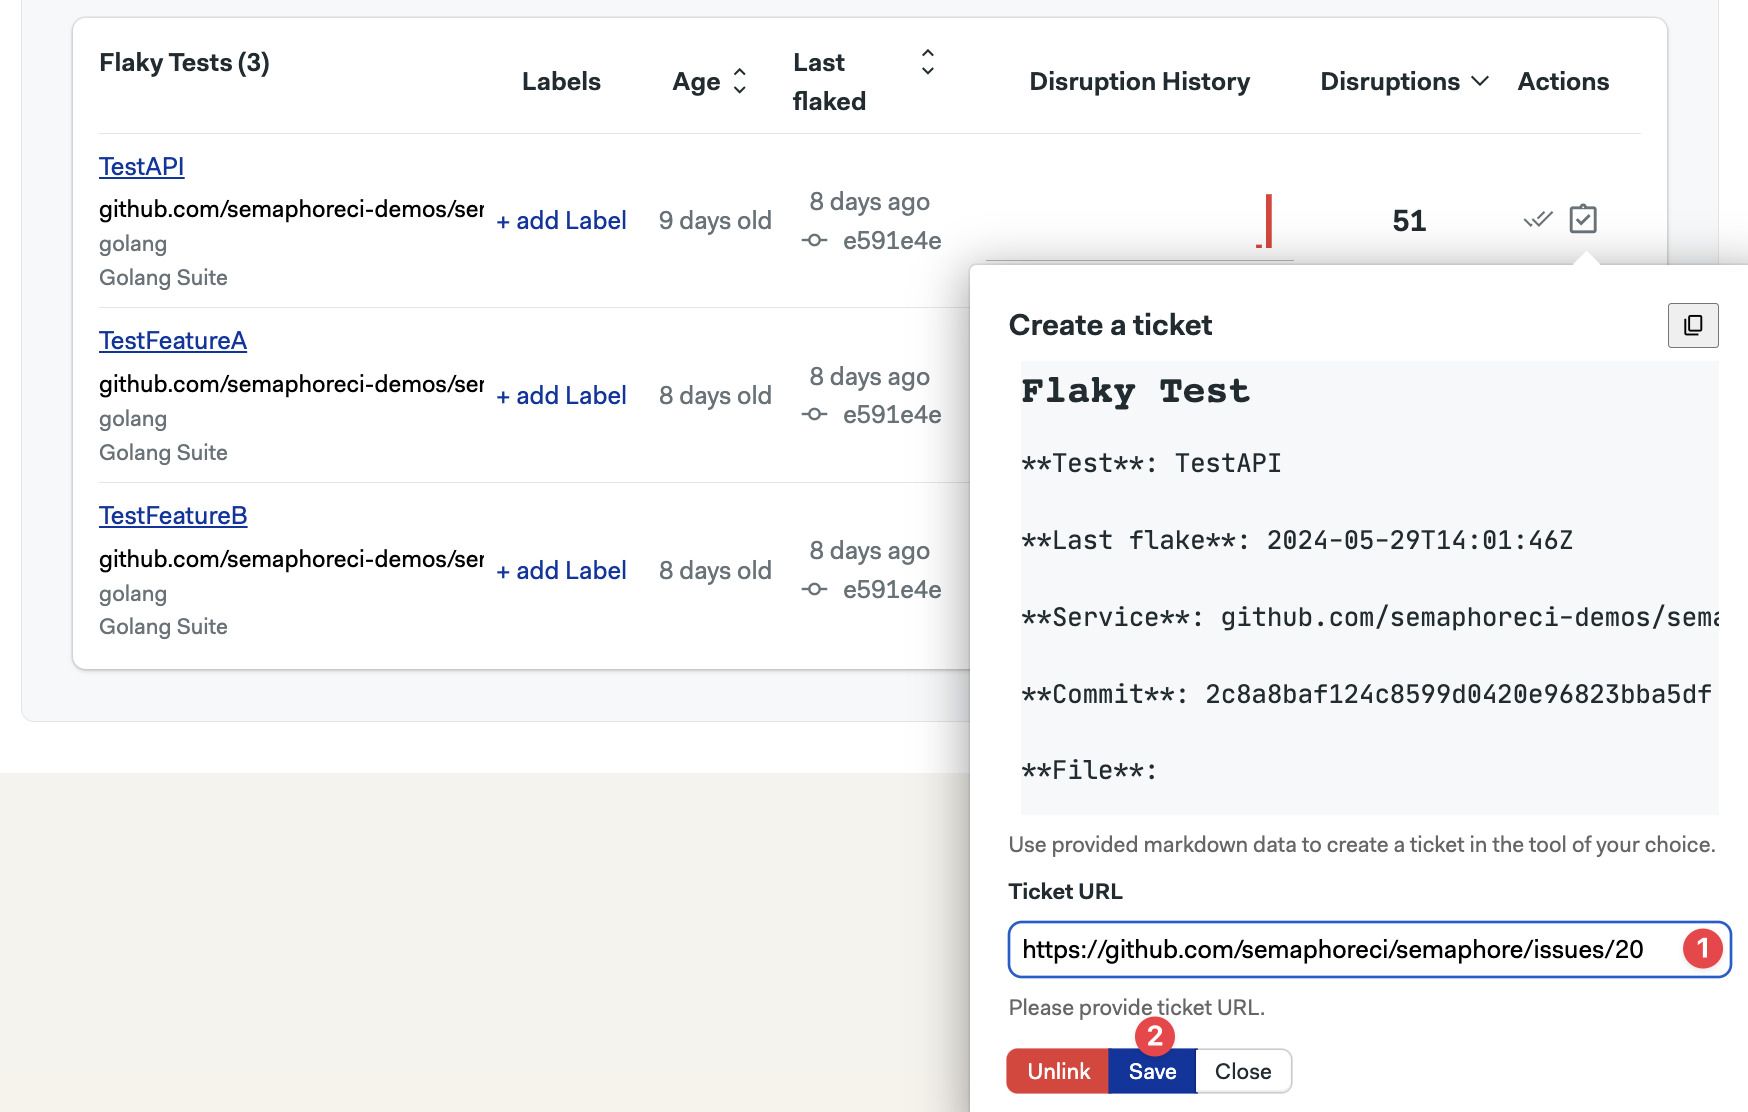 Flaky Tests (3)
Labels
Age
Last
flaked
Disruption History
Disruptions
Actions
TestAPI
github.com/semaphoreci-demos/ser
golang
Golang Suite
+ add Label
9 days old
8 days ago
e591e4e
51
TestFeatureA
github.com/semaphoreci-demos/ser
golang
Golang Suite
+ add Label
8 days old
8 days ago
e591e4e
TestFeatureB
github.com/semaphoreci-demos/ser
golang
Golang Suite
+ add Label
8 days old
8 days ago
e591e4e
Create a ticket
Flaky Test
**Test**: TestAPI
**Last flake**: 2024-05-29T14:01:46Z
**Service**: github.com/semaphoreci-demos/sema
**Commit**: 2c8a8baf124c8599d0420e96823bba5df
**File**:
Use provided markdown data to create a ticket in the tool of your choice.
Ticket URL
https://github.com/semaphoreci/semaphore/issues/20
1
Please provide ticket URL.
2
Unlink
Save
Close